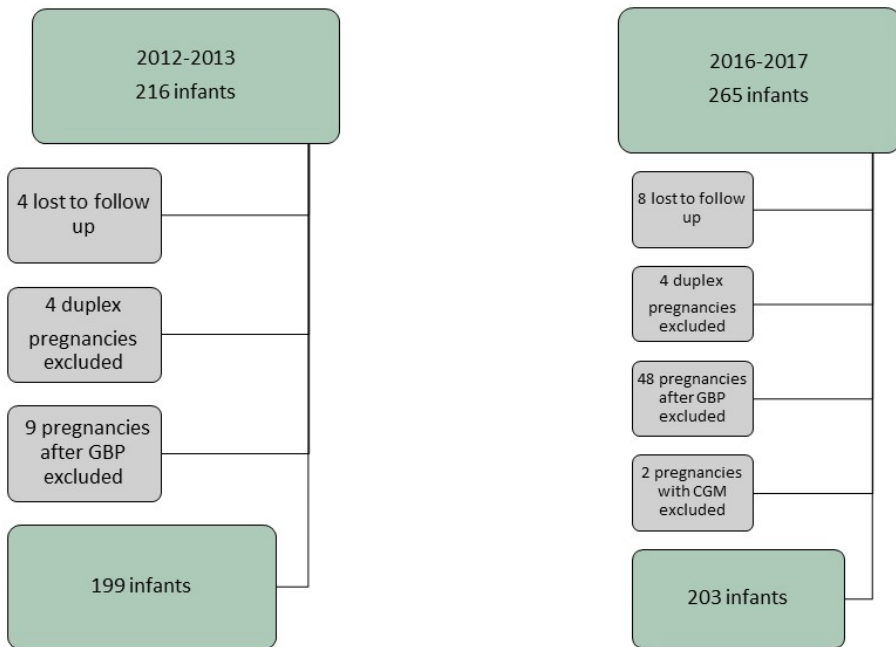 2012-2013
216 infants
4 lost to follow
up
4 duplex
pregnancies
excluded
9 pregnancies
after GBP
excluded
199 infants
2016-2017
265 infants
8 lost to follow
up
4 duplex
pregnancies
excluded
48 pregnancies
after GBP
excluded
2 pregnancies
with CGM
excluded
203 infants